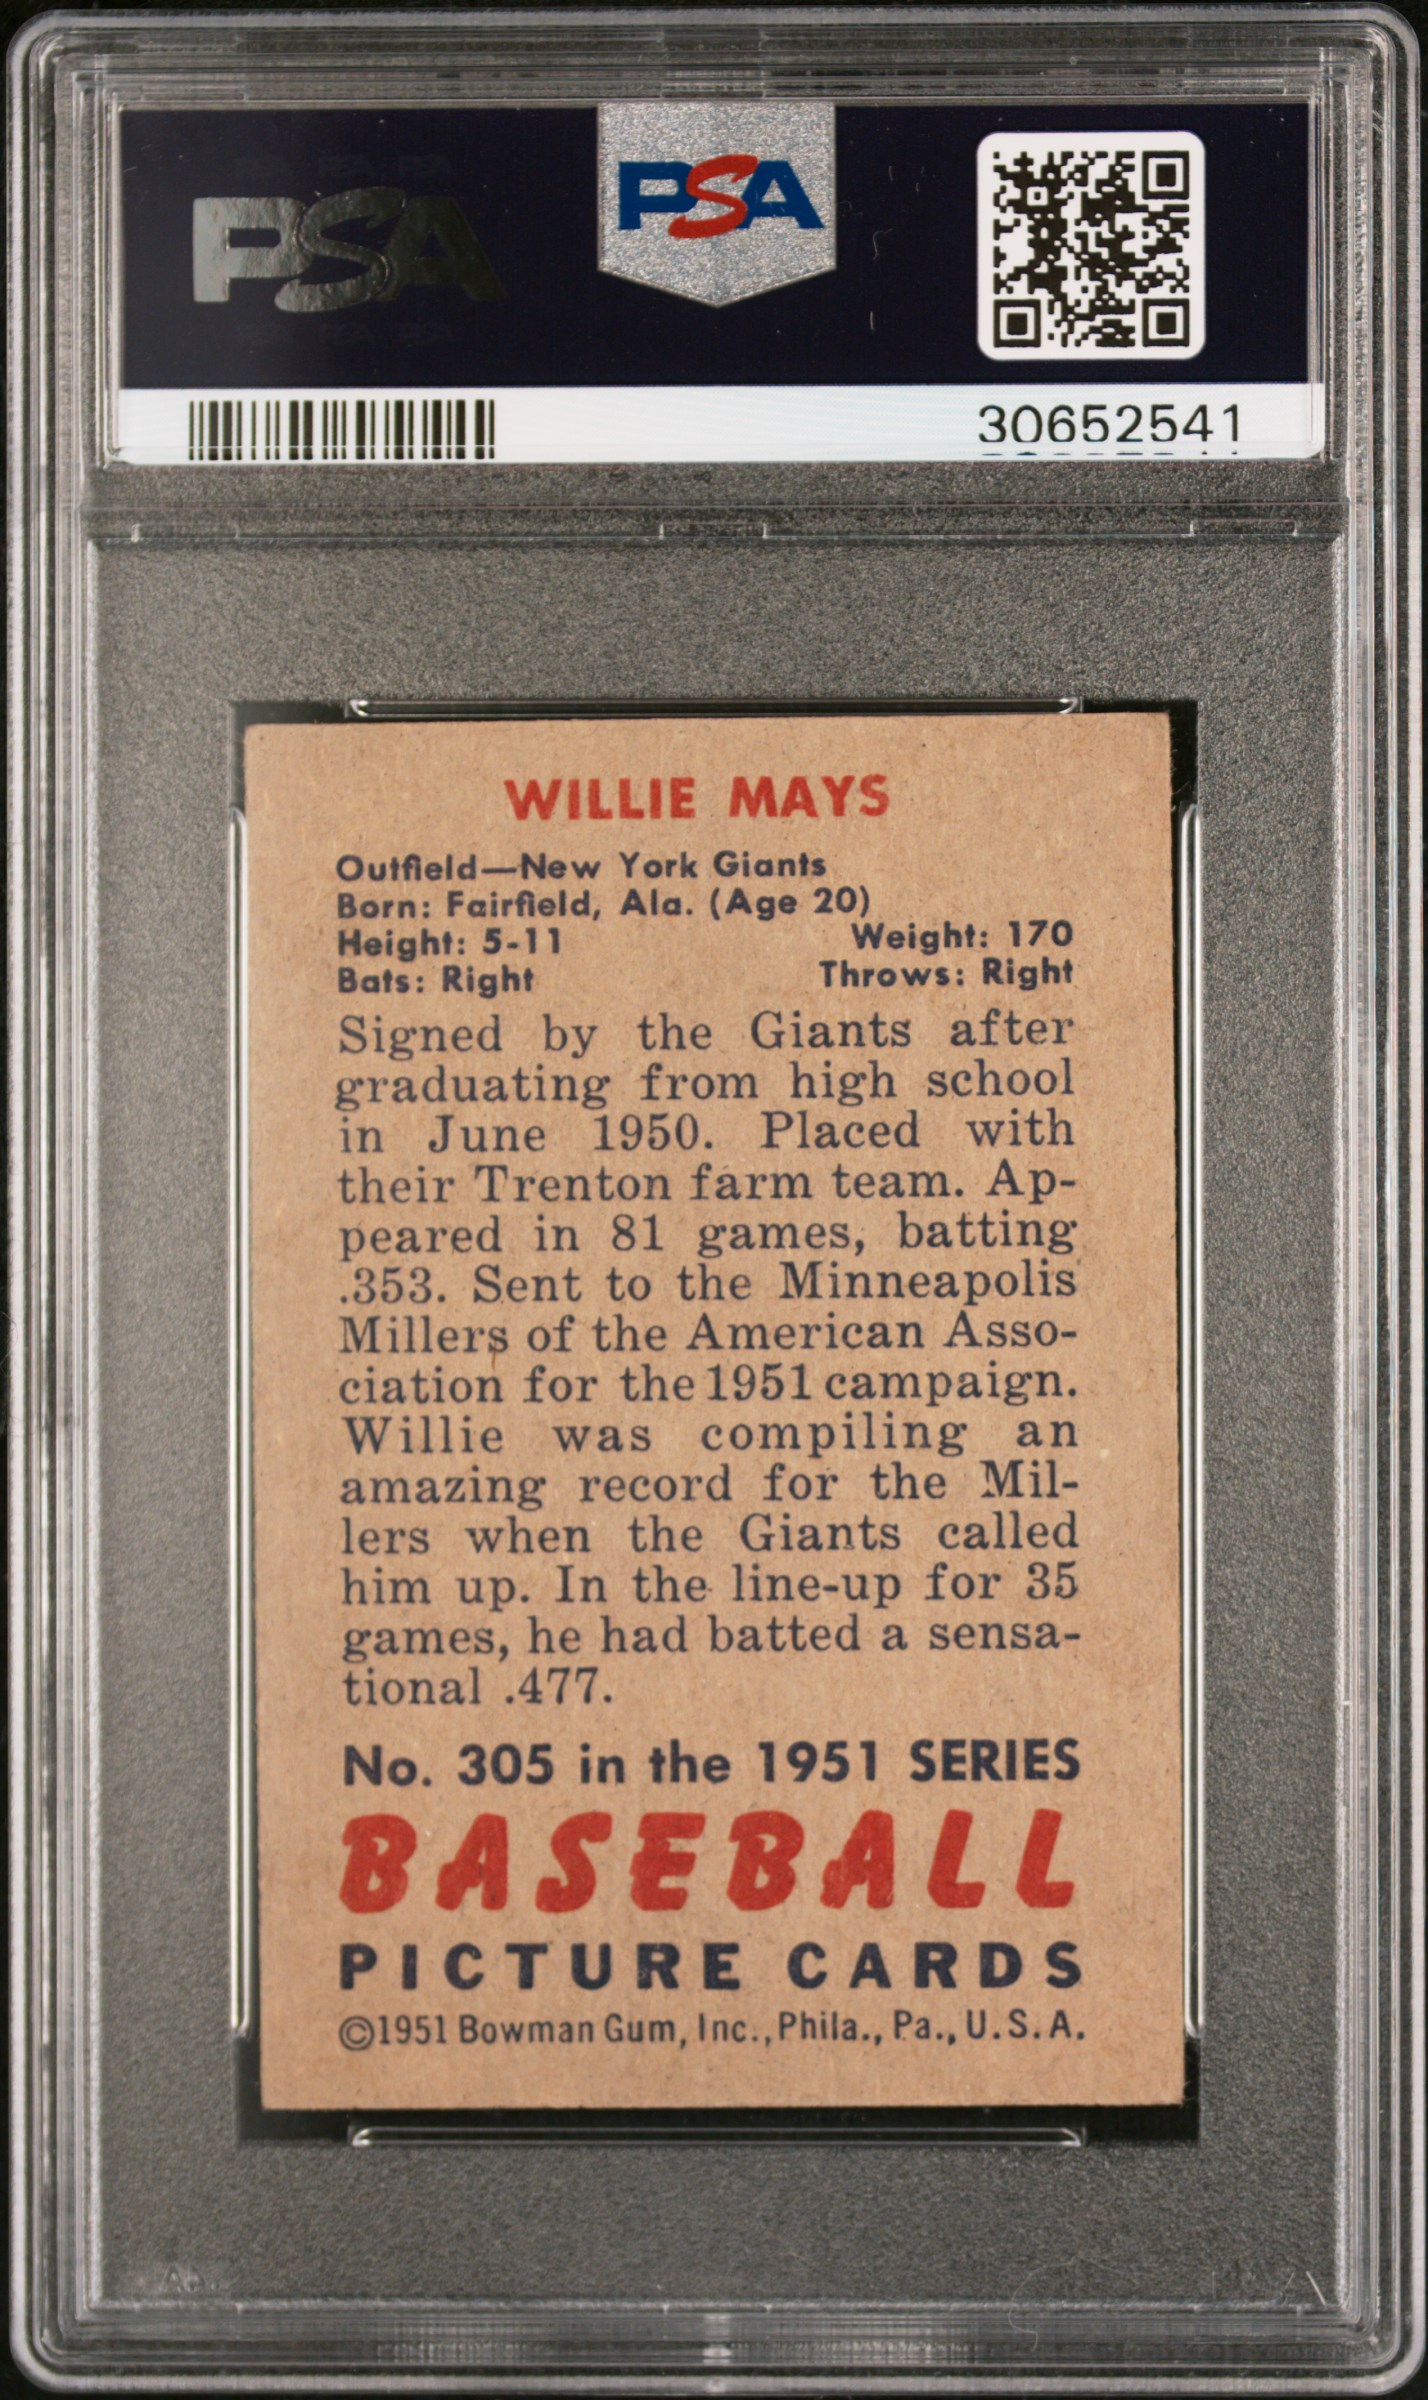 PSA
PSA
30652541
WILLIE MAYS
Outfield—New York Giants
Born: Fairfield, Ala. (Age 20)
Height: 5-11 Weight: 170
Bats: Right Throws: Right
Signed by the Giants after
graduating from high school
in June 1950. Placed with
their Trenton farm team. Ap-
peared in 81 games, batting
.353. Sent to the Minneapolis
Millers of the American Asso-
ciation for the 1951 campaign.
Willie was compiling an
amazing record for the Mil-
lers when the Giants called
him up. In the line-up for 35
games, he had batted a sensa-
tional .477.
No. 305 in the 1951 SERIES
BASEBALL
PICTURE CARDS
©1951 Bowman Gum, Inc., Phila., Pa., U.S.A.